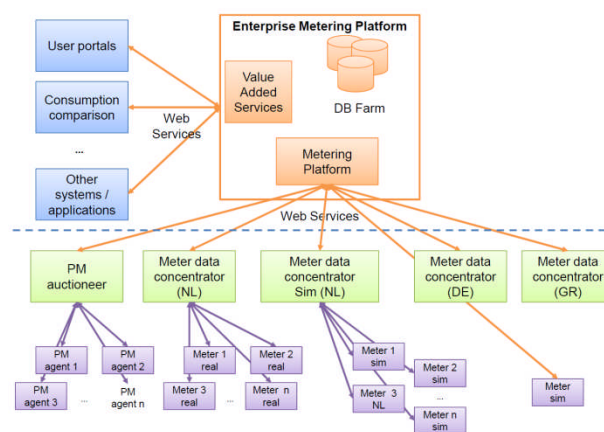 Enterprise Metering Platform
User portals
Value
Added
Services
DB Farm
Consumption
comparison
Web
Services
...
Metering
Platform
Other
systems /
applications
Web Services
PM
auctioneer
Meter data
concentrator
(NL)
Meter data
concentrator
Sim (NL)
Meter data
concentrator
(DE)
Meter data
concentrator
(GR)
PM
agent 1
PM
agent 2
PM
agent 3
...
PM
agent n
Meter 1
real
Meter 2
real
Meter 3
real
...
Meter n
real
Meter 1
sim
Meter 2
sim
Meter 3
NL
...
Meter n
sim
Meter
sim